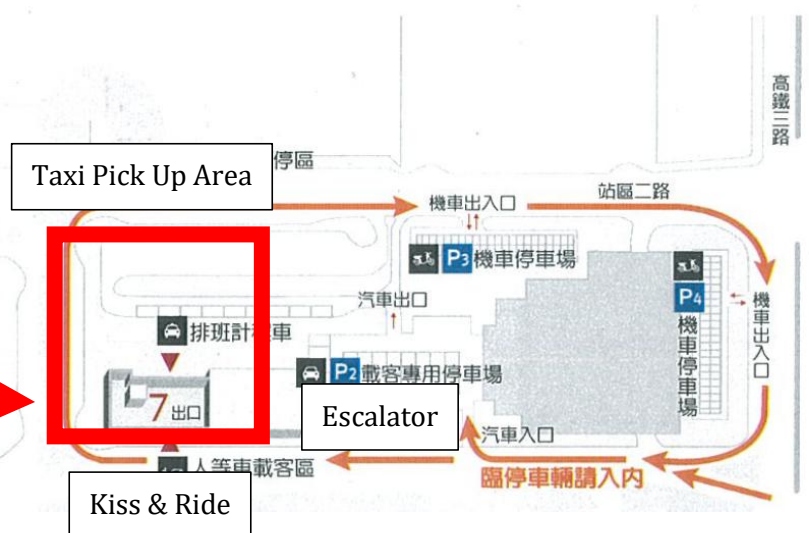 高鐵三路
停區
Taxi Pick Up Area
站區二路
機車出入口
P3 機車停車場
P4
機車停車場
機車出入口
汽車出口
排班計程車
P2 載客專用停車場
7 出口
Escalator
汽車入口
人等車載客區
臨停車輛請入內
Kiss & Ride